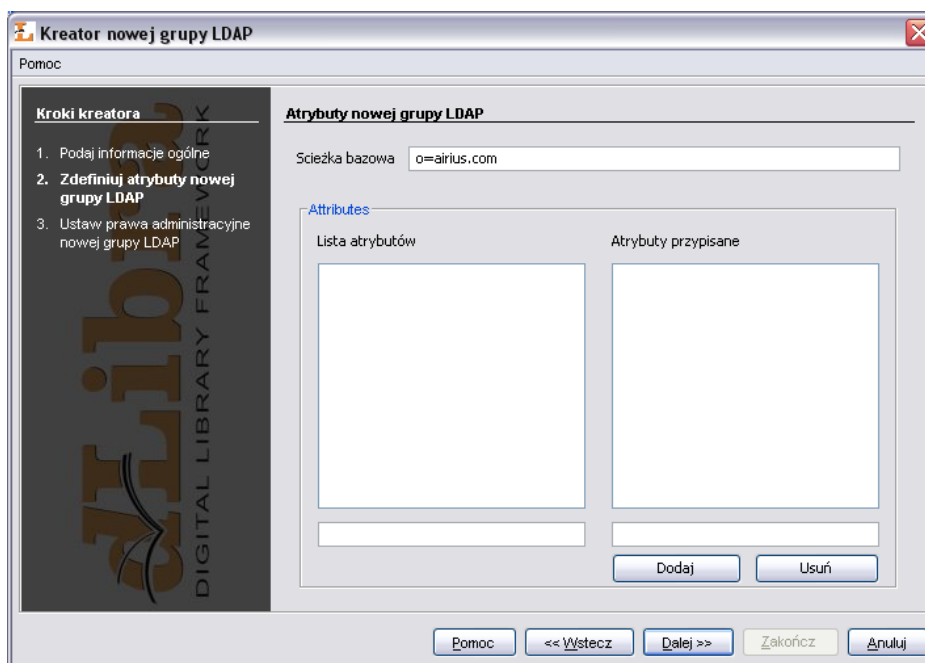 Kreator nowej grupy LDAP
Pomoc
Kroki kreatora
1. Podaj informacje ogólne
2. Zdefiniuj atrybuty nowej
grupy LDAP
3. Ustaw prawa administracyjne
nowej grupy LDAP
dLibra
DIGITAL LIBRARY FRAMEWORK
Atrybuty nowej grupy LDAP
Scieżka bazowa o=airius.com
Attributes
Lista atrybutów Atrybuty przypisane
Dodaj Usuń
Pomoc << Wstecz Dalej >> Zakończ Anuluj